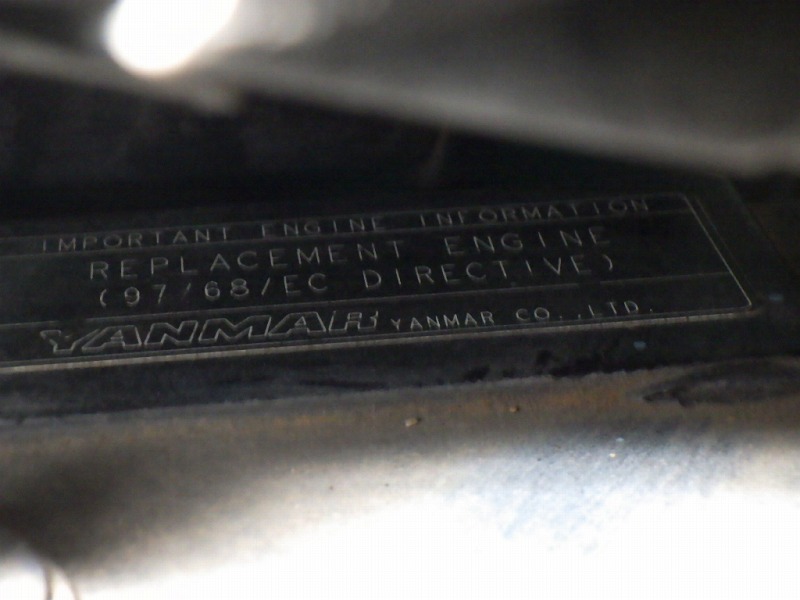 IMPORTANT ENGINE INFORMATION
REPLACEMENT ENGINE
(97/68/EC DIRECTIVE)
YANMAR YANMAR CO.,LTD.